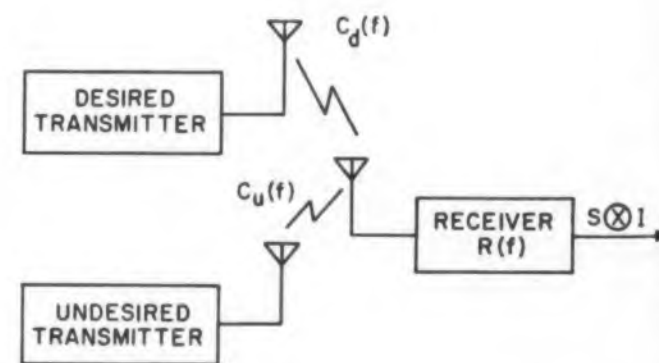 C_d(f)
DESIRED
TRANSMITTER
C_u(f)
RECEIVER
R(f)
S⊗I
UNDESIRED
TRANSMITTER